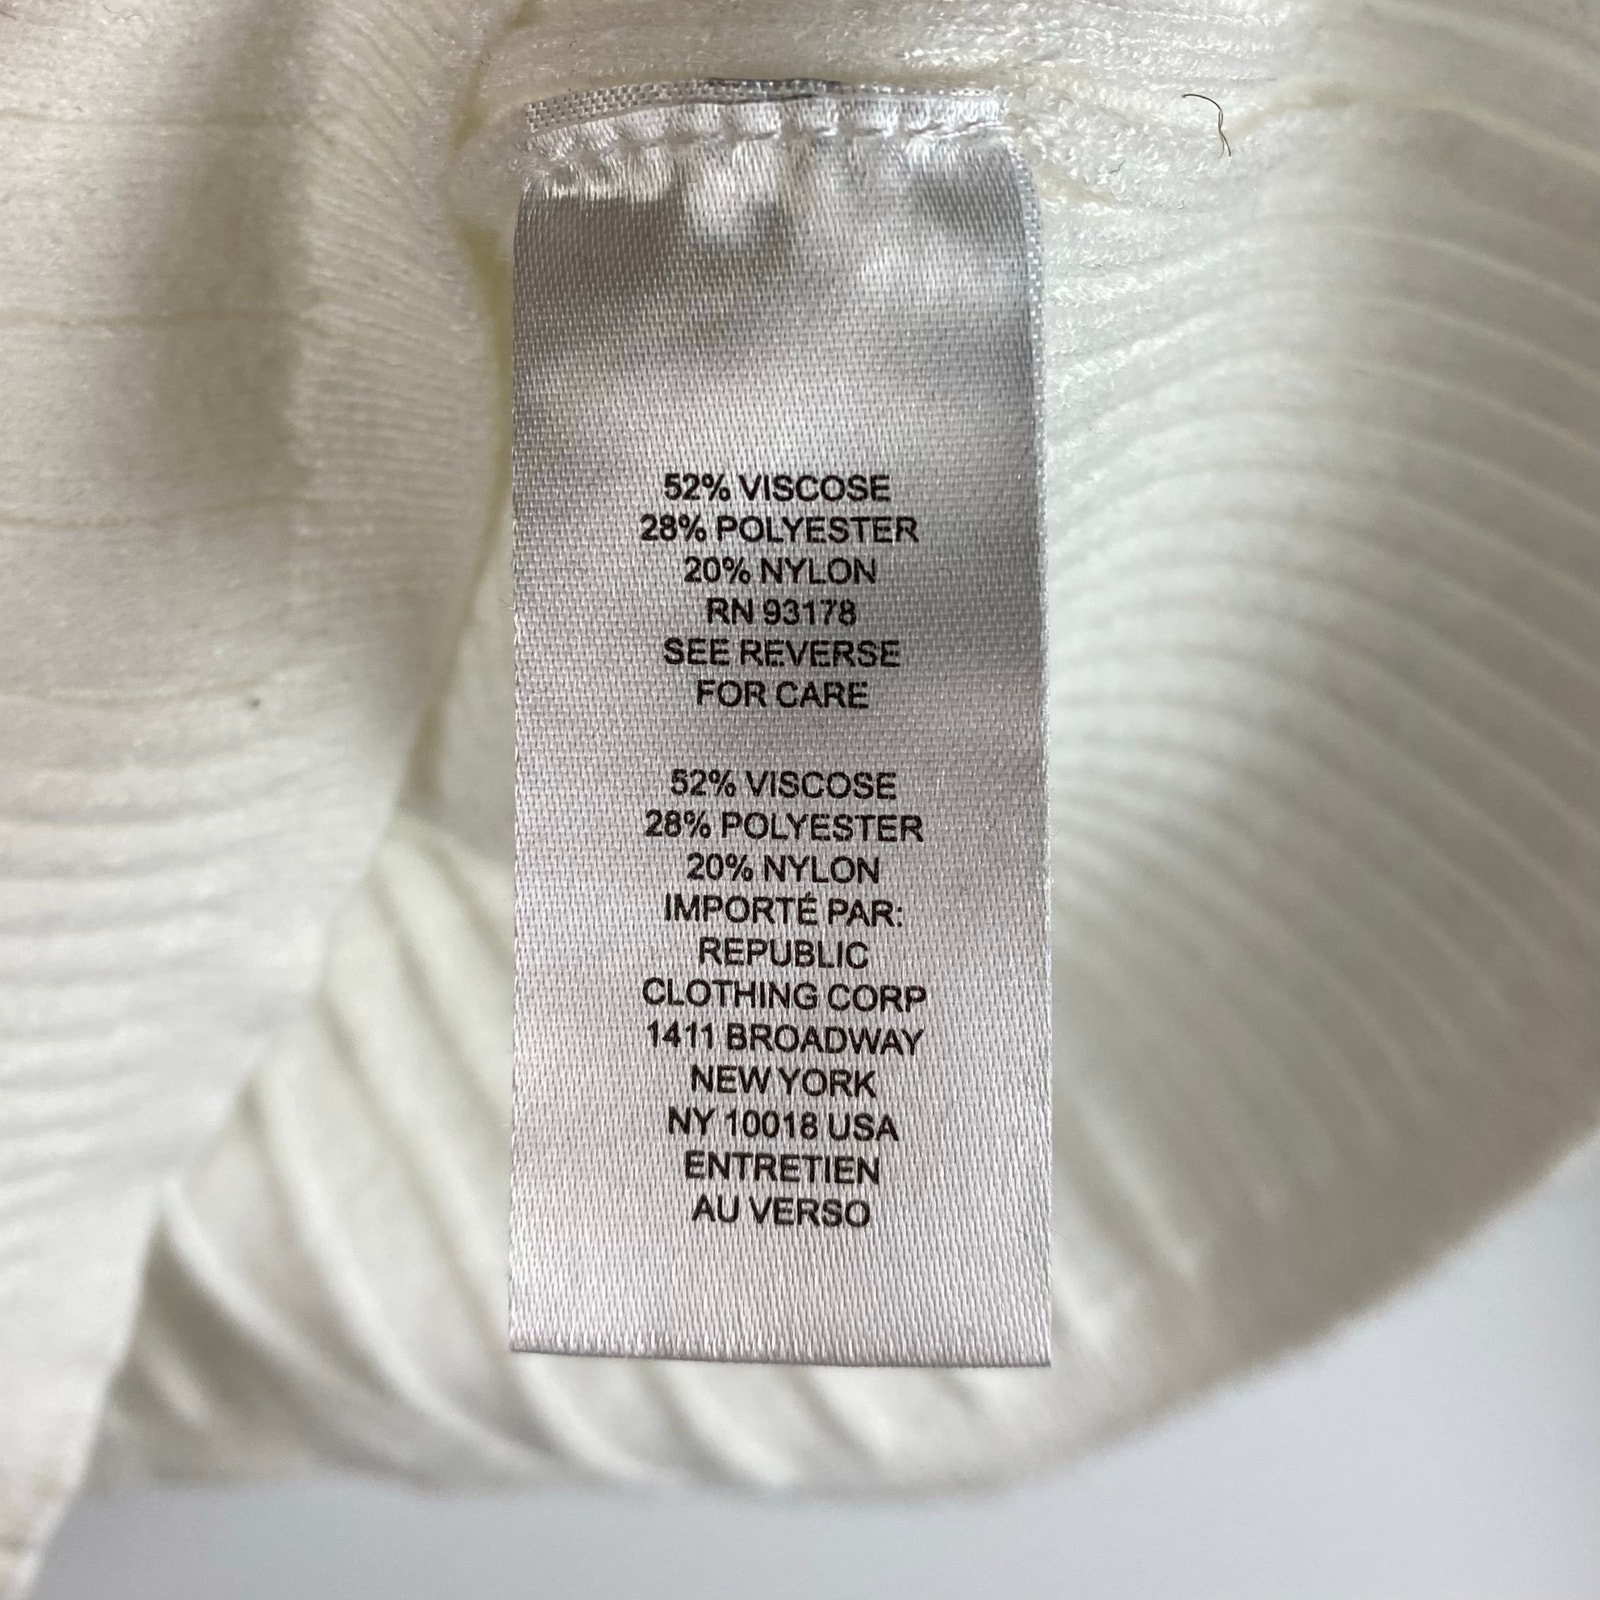 52% VISCOSE
28% POLYESTER
20% NYLON
RN 93178
SEE REVERSE
FOR CARE
52% VISCOSE
28% POLYESTER
20% NYLON
IMPORTÉ PAR:
REPUBLIC
CLOTHING CORP
1411 BROADWAY
NEW YORK
NY 10018 USA
ENTRETIEN
AU VERSO